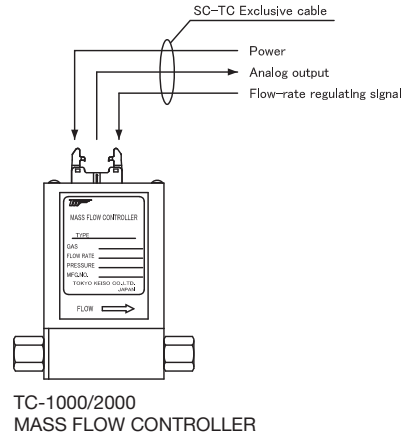 SC-TC Exclusive cable
Power
Analog output
Flow-rate regulating signal
MASS FLOW CONTROLLER
TYPE
GAS
FLOW RATE
PRESSURE
MFG.NO.
TOKYO KEISO CO.,LTD.
JAPAN
FLOW
TC-1000/2000
MASS FLOW CONTROLLER